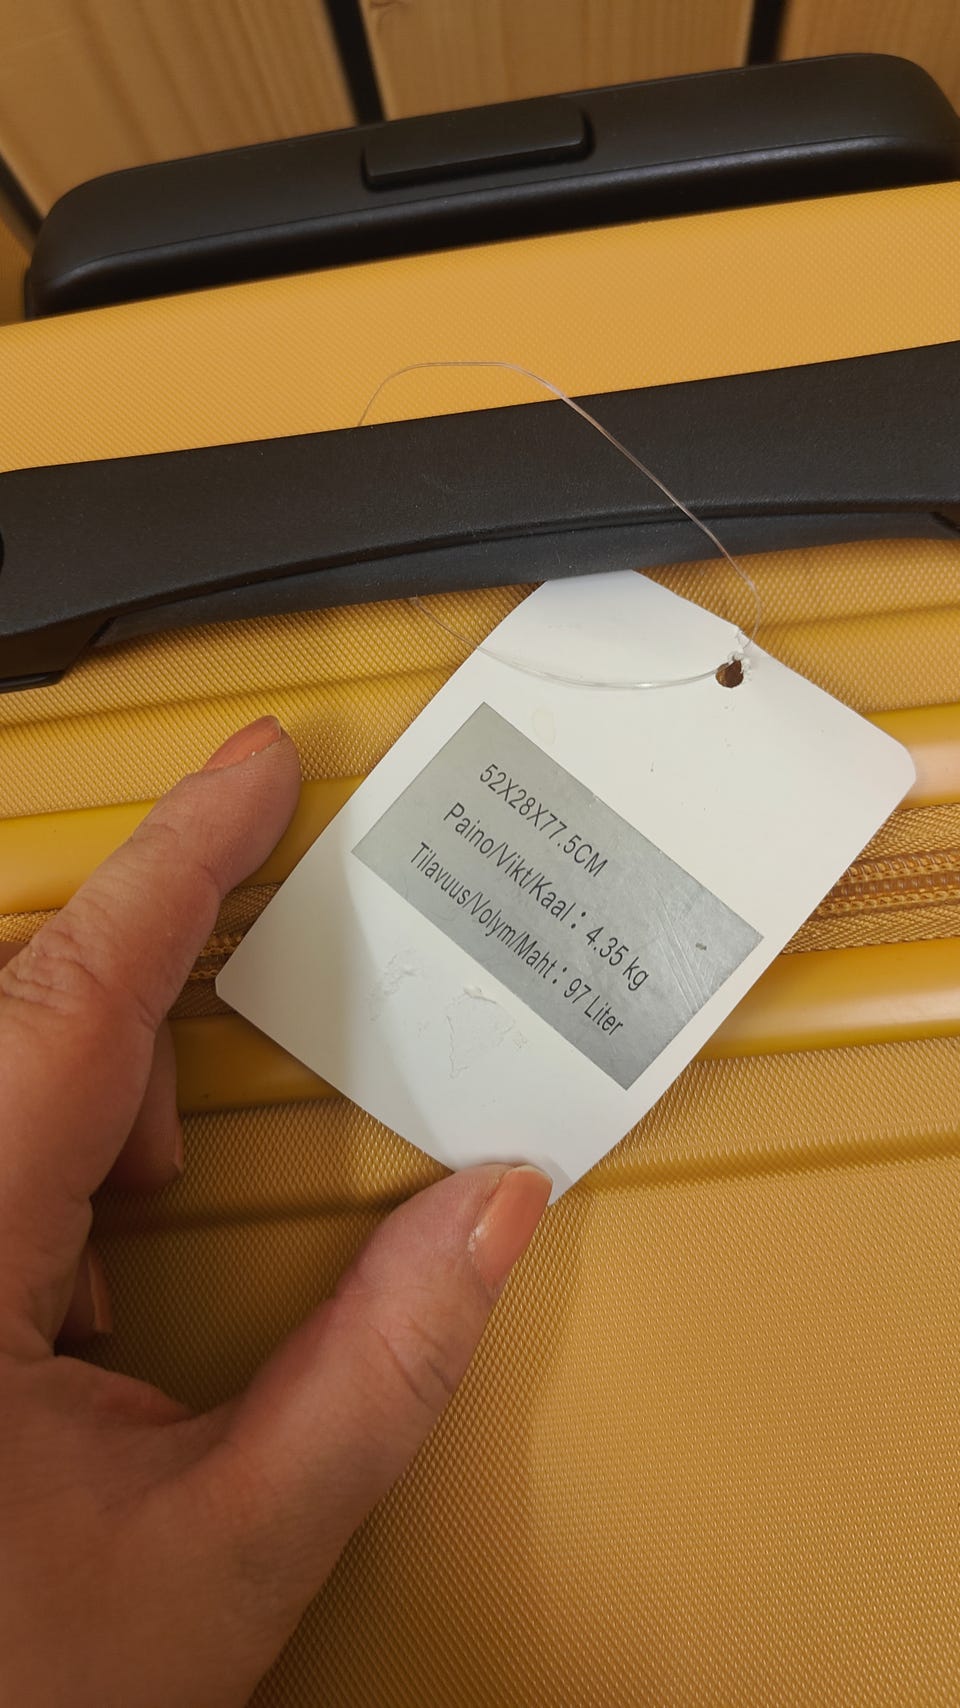 52X28X77.5CM
Paino/Vikt/Kaal : 4.35 kg
Tilavuus/Volym/Maht : 97 Liter